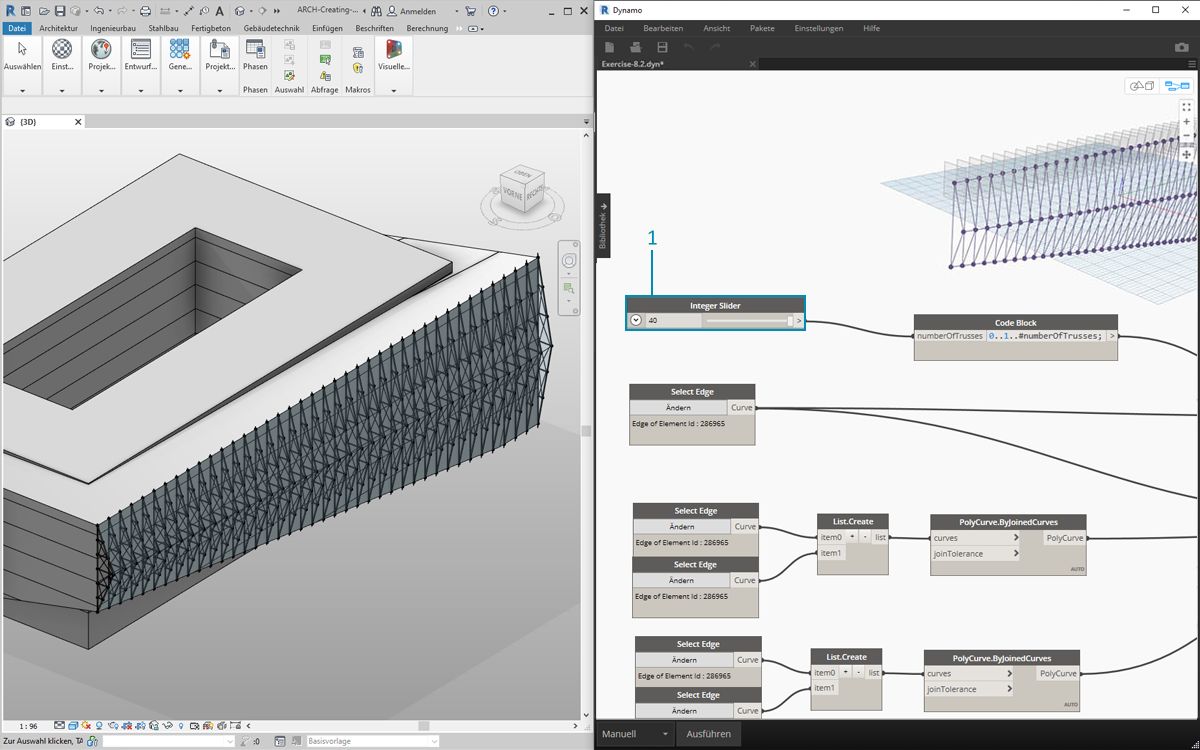 ARCH-Creating-...
Anmelden
Datei Architektur Ingenieurbau Stahlbau Fertigbeton Gebäudetechnik Einfügen Beschriften Berechnung
Auswählen Einst... Projek... Entwurf... Gene... Projekt... Phasen Visuelle...
Phasen Auswahl Abfrage Makros
{3D}
OBEN
VORNE
RECHTS
1 : 96
Zur Auswahl klicken, TA
:0
Basisvorlage
Dynamo
Datei Bearbeiten Ansicht Pakete Einstellungen Hilfe
Exercise-8.2.dyn*
Bibliothek
1
Integer Slider
40 >
Code Block
numberOfTrusses 0..1..#numberOfTrusses; >
Select Edge
Ändern Curve
Edge of Element Id : 286965
Select Edge
Ändern Curve
Edge of Element Id : 286965
Select Edge
Ändern Curve
Edge of Element Id : 286965
List.Create
item0 + - list
item1
PolyCurve.ByJoinedCurves
curves > PolyCurve
joinTolerance >
AUTO
Select Edge
Ändern Curve
Edge of Element Id : 286965
Select Edge
Ändern Curve
List.Create
item0 + - list
item1
PolyCurve.ByJoinedCurves
curves > PolyCurve
joinTolerance >
AUTO
Manuell Ausführen